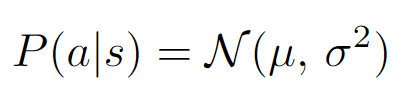 P(a|s) = 𝒩(μ, σ²)